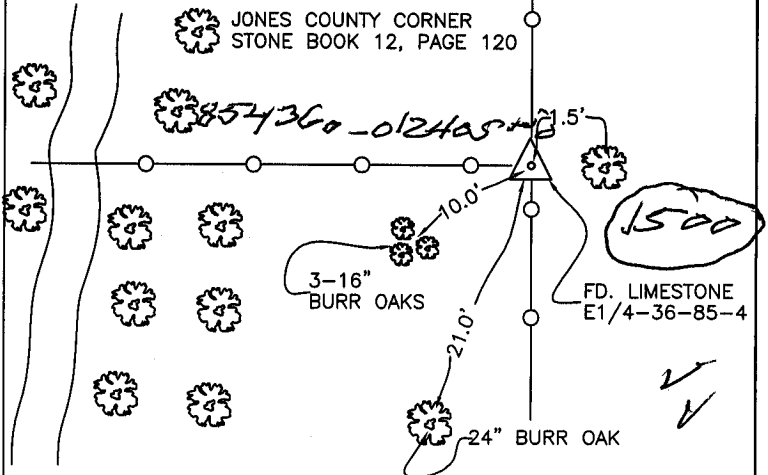 JONES COUNTY CORNER
STONE BOOK 12, PAGE 120
1.5'
10.0'
1500
3-16"
BURR OAKS
FD. LIMESTONE
E1/4-36-85-4
21.0'
24" BURR OAK